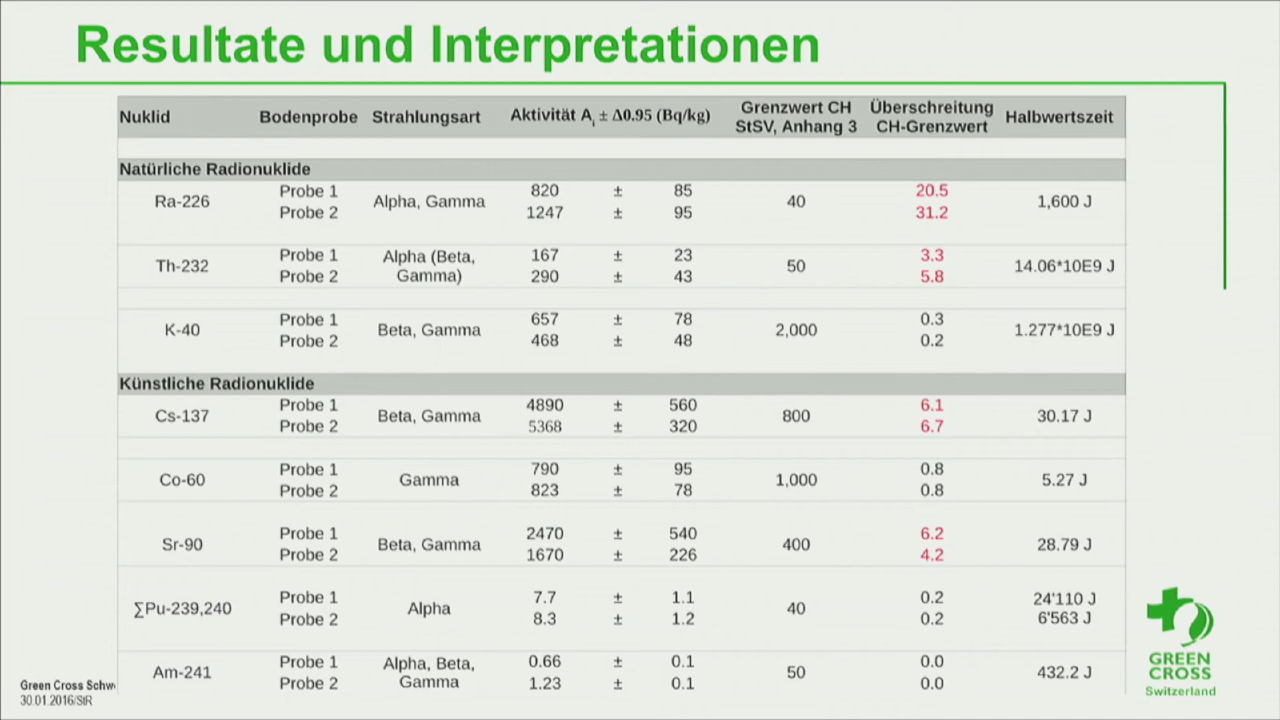 Resultate und Interpretationen
Nuklid Bodenprobe Strahlungsart Aktivität Ai ± Δ0.95 (Bq/kg) Grenzwert CH StSV, Anhang 3 Überschreitung CH-Grenzwert Halbwertszeit
Natürliche Radionuklide
Ra-226 Probe 1 Alpha, Gamma 820 ± 85 40 20.5 1,600 J
Probe 2 1247 ± 95 31.2
Th-232 Probe 1 Alpha (Beta, Gamma) 167 ± 23 50 3.3 14.06*10E9 J
Probe 2 290 ± 43 5.8
K-40 Probe 1 Beta, Gamma 657 ± 78 2,000 0.3 1.277*10E9 J
Probe 2 468 ± 48 0.2
Künstliche Radionuklide
Cs-137 Probe 1 Beta, Gamma 4890 ± 560 800 6.1 30.17 J
Probe 2 5368 ± 320 6.7
Co-60 Probe 1 Gamma 790 ± 95 1,000 0.8 5.27 J
Probe 2 823 ± 78 0.8
Sr-90 Probe 1 Beta, Gamma 2470 ± 540 400 6.2 28.79 J
Probe 2 1670 ± 226 4.2
∑Pu-239,240 Probe 1 Alpha 7.7 ± 1.1 40 0.2 24'110 J
Probe 2 8.3 ± 1.2 0.2 6'563 J
Am-241 Probe 1 Alpha, Beta, Gamma 0.66 ± 0.1 50 0.0 432.2 J
Probe 2 1.23 ± 0.1 0.0
Green Cross Schw
30.01.2016/StR
GREEN
CROSS
Switzerland